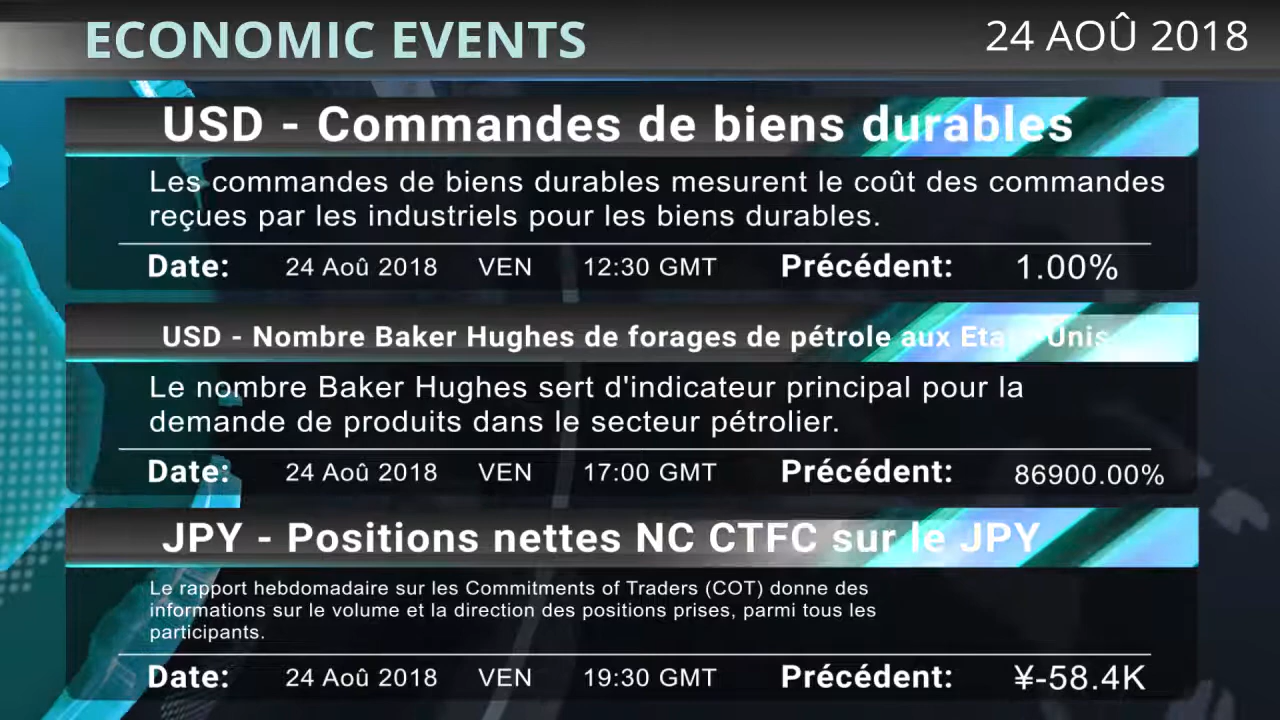 ECONOMIC EVENTS
24 AOÛ 2018
USD - Commandes de biens durables
Les commandes de biens durables mesurent le coût des commandes
reçues par les industriels pour les biens durables.
Date: 24 Aoû 2018 VEN 12:30 GMT Précédent: 1.00%
USD - Nombre Baker Hughes de forages de pétrole aux Etats-Unis
Le nombre Baker Hughes sert d'indicateur principal pour la
demande de produits dans le secteur pétrolier.
Date: 24 Aoû 2018 VEN 17:00 GMT Précédent: 86900.00%
JPY - Positions nettes NC CTFC sur le JPY
Le rapport hebdomadaire sur les Commitments of Traders (COT) donne des
informations sur le volume et la direction des positions prises, parmi tous les
participants.
Date: 24 Aoû 2018 VEN 19:30 GMT Précédent: ¥-58.4K